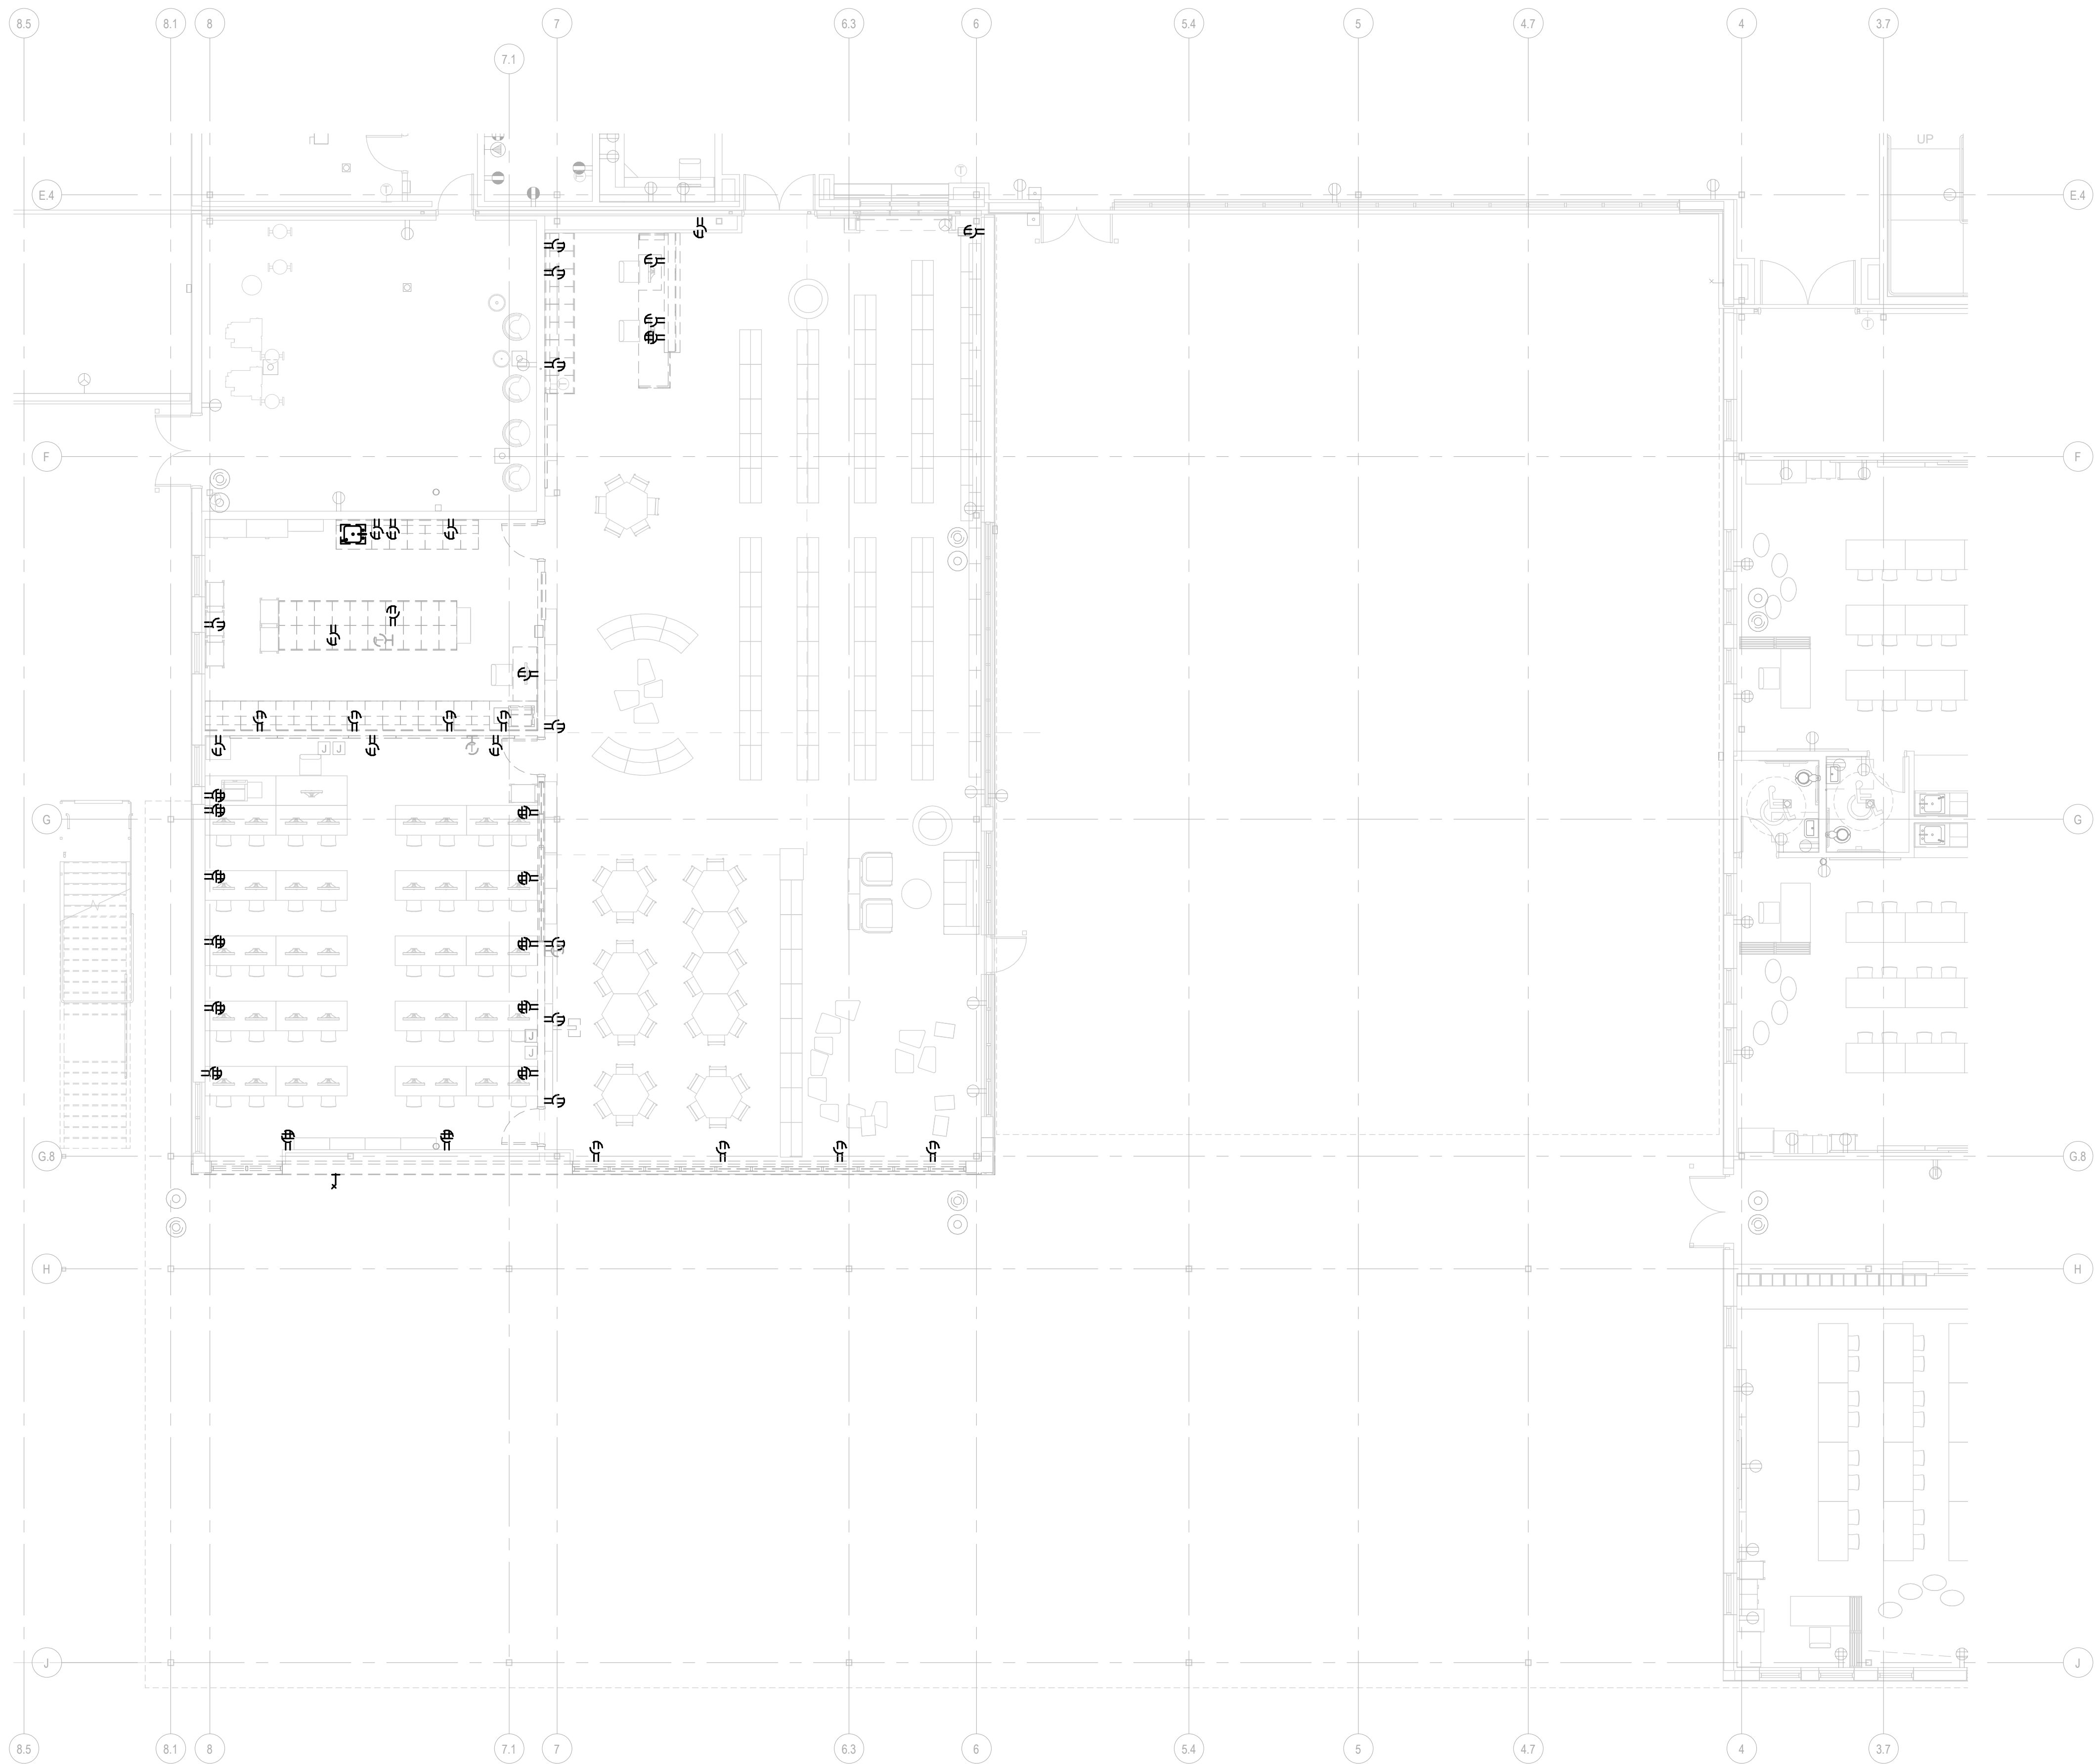 8.5 8.1 8 7 6.3 6 5.4 5 4.7 4 3.7
7.1
UP
T T T
E.4 E.4
T
F F
J J
G G
J
J
G.8 G.8
H H
J J
8.5 8.1 8 7.1 7 6.3 6 5.4 5 4.7 4 3.7